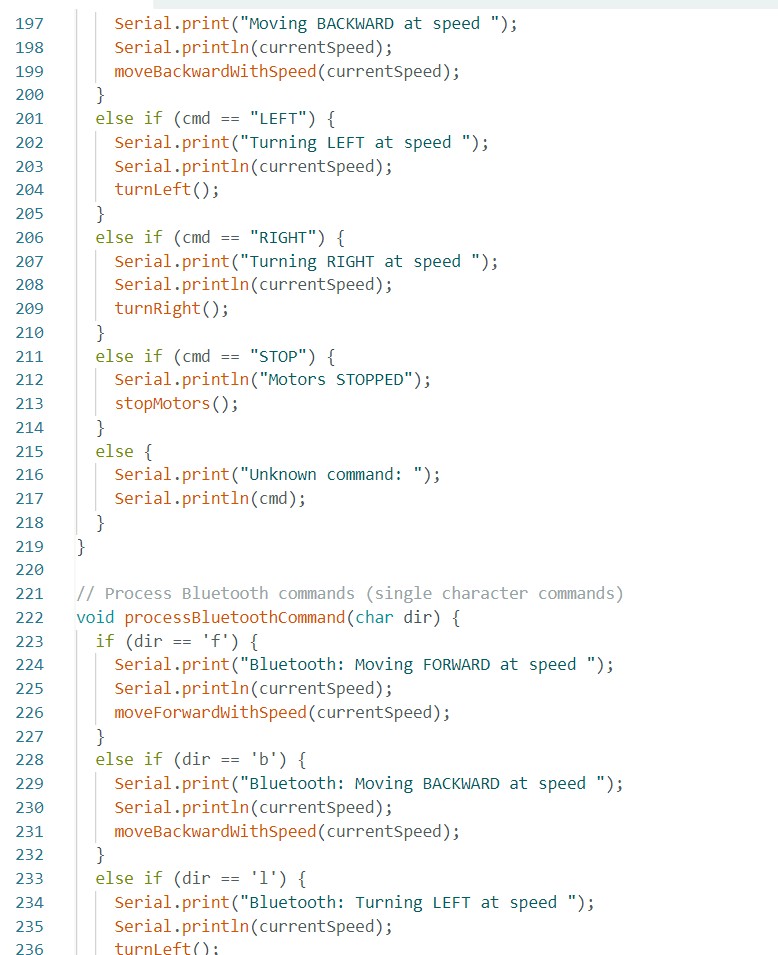 197 Serial.print("Moving BACKWARD at speed ");
198 Serial.println(currentSpeed);
199 moveBackwardWithSpeed(currentSpeed);
200 }
201 else if (cmd == "LEFT") {
202 Serial.print("Turning LEFT at speed ");
203 Serial.println(currentSpeed);
204 turnLeft();
205 }
206 else if (cmd == "RIGHT") {
207 Serial.print("Turning RIGHT at speed ");
208 Serial.println(currentSpeed);
209 turnRight();
210 }
211 else if (cmd == "STOP") {
212 Serial.println("Motors STOPPED");
213 stopMotors();
214 }
215 else {
216 Serial.print("Unknown command: ");
217 Serial.println(cmd);
218 }
219 }
220
221 // Process Bluetooth commands (single character commands)
222 void processBluetoothCommand(char dir) {
223 if (dir == 'f') {
224 Serial.print("Bluetooth: Moving FORWARD at speed ");
225 Serial.println(currentSpeed);
226 moveForwardWithSpeed(currentSpeed);
227 }
228 else if (dir == 'b') {
229 Serial.print("Bluetooth: Moving BACKWARD at speed ");
230 Serial.println(currentSpeed);
231 moveBackwardWithSpeed(currentSpeed);
232 }
233 else if (dir == 'l') {
234 Serial.print("Bluetooth: Turning LEFT at speed ");
235 Serial.println(currentSpeed);
236 turnLeft();